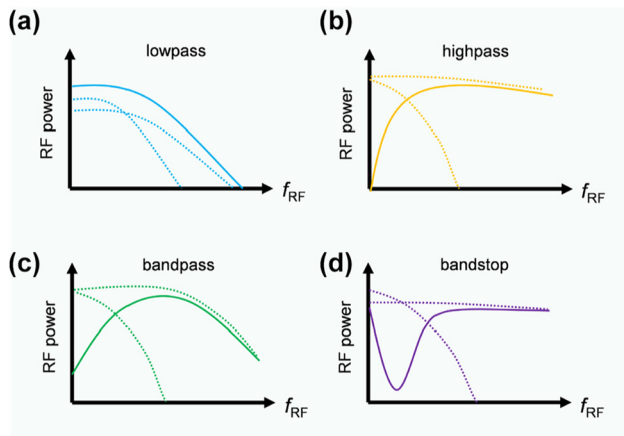 (a)
lowpass
RF power
fRF
(b)
highpass
RF power
fRF
(c)
bandpass
RF power
fRF
(d)
bandstop
RF power
fRF